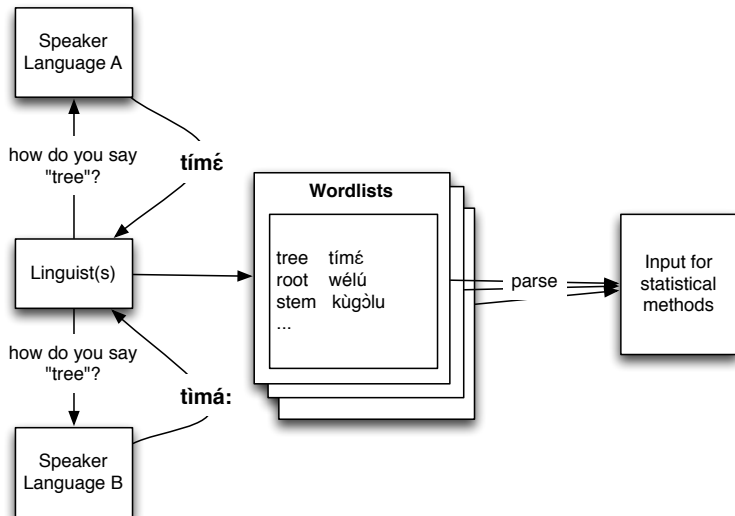 Speaker
Language A
how do you say
"tree"?
tímɛ́
Linguist(s)
how do you say
"tree"?
tìmá:
Speaker
Language B
Wordlists
tree tímɛ́
root wélú
stem kùgɔ̀lu
...
parse
Input for
statistical
methods